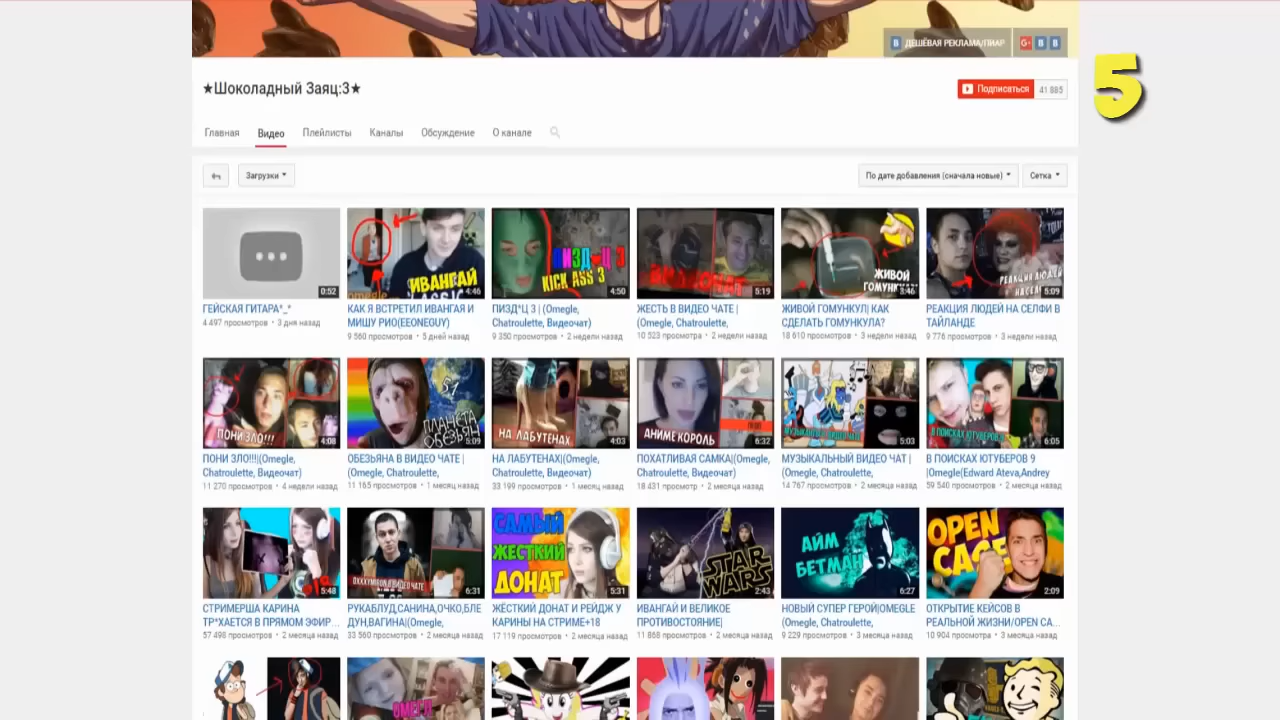 ДЕШЁВАЯ РЕКЛАМА/ПИАР
5
★Шоколадный Заяц:3★
Подписаться 41 885
Главная Видео Плейлисты Каналы Обсуждение О канале
Загрузки По дате добавления (сначала новые) Сетка
0:52
ИВАНГАЙ
4:46
ПИЗД*Ц 3
KICK ASS 3
4:50
5:19
ЖИВОЙ
ГОМУНКУЛ
3:46
РЕАКЦИЯ ЛЮДЕЙ
5:09
ГЕЙСКАЯ ГИТАРА^_^
4 497 просмотров • 3 дня назад
КАК Я ВСТРЕТИЛ ИВАНГАЯ И
МИШУ РИО(EEONEGUY)
9 560 просмотров • 5 дней назад
ПИЗД*Ц 3 | (Omegle,
Chatroulette, Видеочат)
9 350 просмотров • 2 недели назад
ЖЕСТЬ В ВИДЕО ЧАТЕ |
(Omegle, Chatroulette,
10 523 просмотра • 2 недели назад
ЖИВОЙ ГОМУНКУЛ| КАК
СДЕЛАТЬ ГОМУНКУЛА?
18 610 просмотров • 3 недели назад
РЕАКЦИЯ ЛЮДЕЙ НА СЕЛФИ В
ТАЙЛАНДЕ
9 776 просмотров • 3 недели назад
ПОНИ ЗЛО!!!
4:08
ПЛАНЕТА
ОБЕЗЬЯН
5:09
НА ЛАБУТЕНАХ
4:03
АНИМЕ КОРОЛЬ
6:32
5:03
В ПОИСКАХ ЮТУБЕРОВ
6:05
ПОНИ ЗЛО!!!|(Omegle,
Chatroulette, Видеочат)
11 270 просмотров • 4 недели назад
ОБЕЗЬЯНА В ВИДЕО ЧАТЕ |
(Omegle, Chatroulette,
11 165 просмотров • 1 месяц назад
НА ЛАБУТЕНАХ|(Omegle,
Chatroulette, Видеочат)
33 199 просмотров • 1 месяц назад
ПОХАТЛИВАЯ САМКА|(Omegle,
Chatroulette, Видеочат)
18 431 просмотр • 2 месяца назад
МУЗЫКАЛЬНЫЙ ВИДЕО ЧАТ |
(Omegle, Chatroulette,
14 767 просмотров • 2 месяца назад
В ПОИСКАХ ЮТУБЕРОВ 9
|Omegle(Edward Ateva,Andrey
59 540 просмотров • 2 месяца назад
5:48
6:31
САМЫЙ
ЖЕСТКИЙ
ДОНАТ
5:31
STAR
WARS
2:43
АЙМ
БЕТМАН
6:27
OPEN
CASE
2:09
СТРИМЕРША КАРИНА
ТР*ХАЕТСЯ В ПРЯМОМ ЭФИР...
57 498 просмотров • 2 месяца назад
РУКАБЛУД,САНИНА,ОЧКО,БЛЕ
ДУН,ВАГИНА|(Omegle,
33 560 просмотров • 2 месяца назад
ЖЁСТКИЙ ДОНАТ И РЕЙДЖ У
КАРИНЫ НА СТРИМЕ+18
17 119 просмотров • 2 месяца назад
ИВАНГАЙ И ВЕЛИКОЕ
ПРОТИВОСТОЯНИЕ|
11 868 просмотров • 2 месяца назад
НОВЫЙ СУПЕР ГЕРОЙ|OMEGLE
(Omegle, Chatroulette,
9 229 просмотров • 3 месяца назад
ОТКРЫТИЕ КЕЙСОВ В
РЕАЛЬНОЙ ЖИЗНИ/OPEN CA...
10 904 просмотра • 3 месяца назад